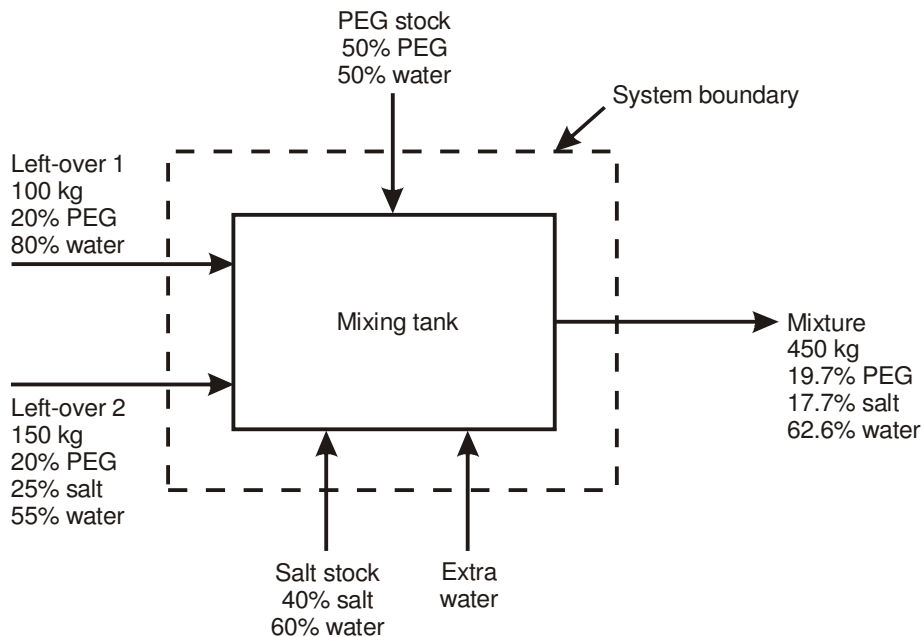 PEG stock
50% PEG
50% water
System boundary
Left-over 1
100 kg
20% PEG
80% water
Mixing tank
Mixture
450 kg
19.7% PEG
17.7% salt
62.6% water
Left-over 2
150 kg
20% PEG
25% salt
55% water
Salt stock
40% salt
60% water
Extra
water